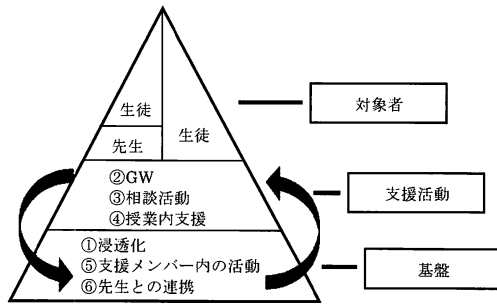 生徒
先生
生徒
対象者
②GW
③相談活動
④授業内支援
支援活動
①浸透化
⑤支援メンバー内の活動
⑥先生との連携
基盤